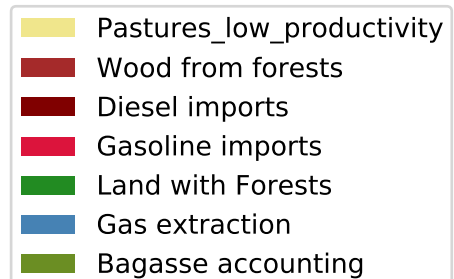 Pastures_low_productivity
Wood from forests
Diesel imports
Gasoline imports
Land with Forests
Gas extraction
Bagasse accounting